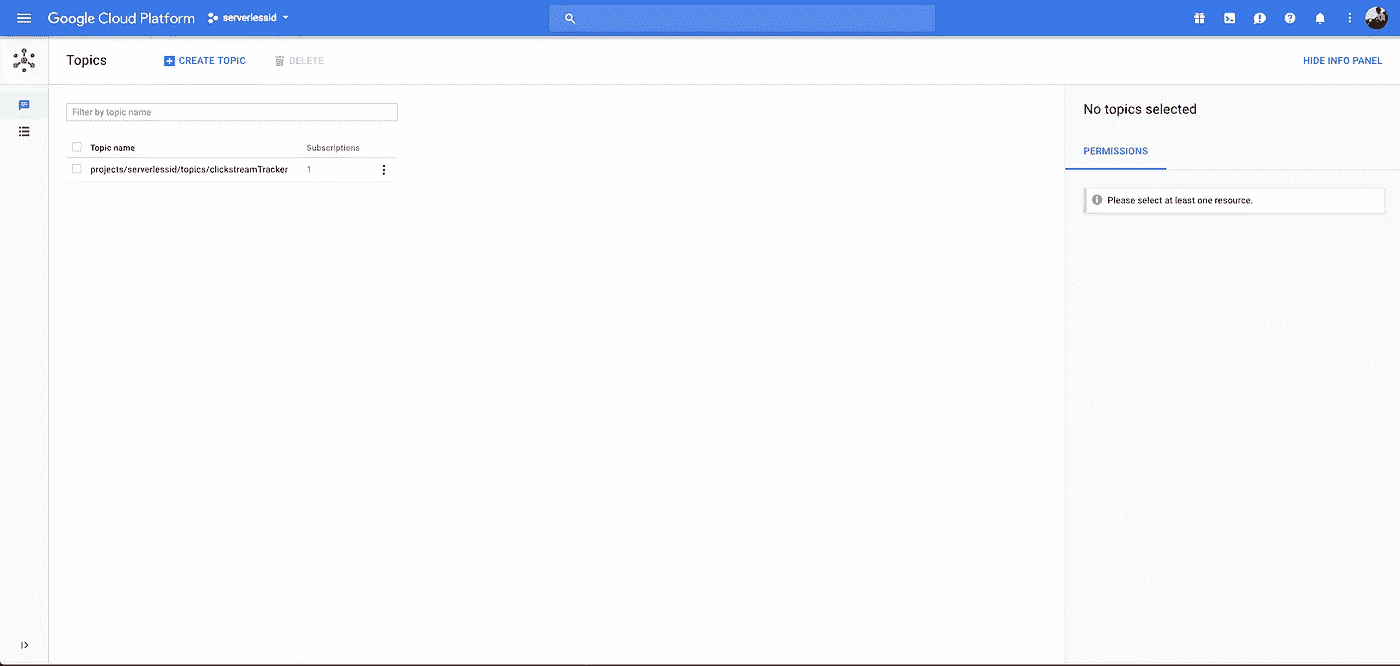 Google Cloud Platform serverlessid
Topics CREATE TOPIC DELETE HIDE INFO PANEL
Filter by topic name
Topic name Subscriptions
projects/serverlessid/topics/clickstreamTracker 1
No topics selected
PERMISSIONS
Please select at least one resource.